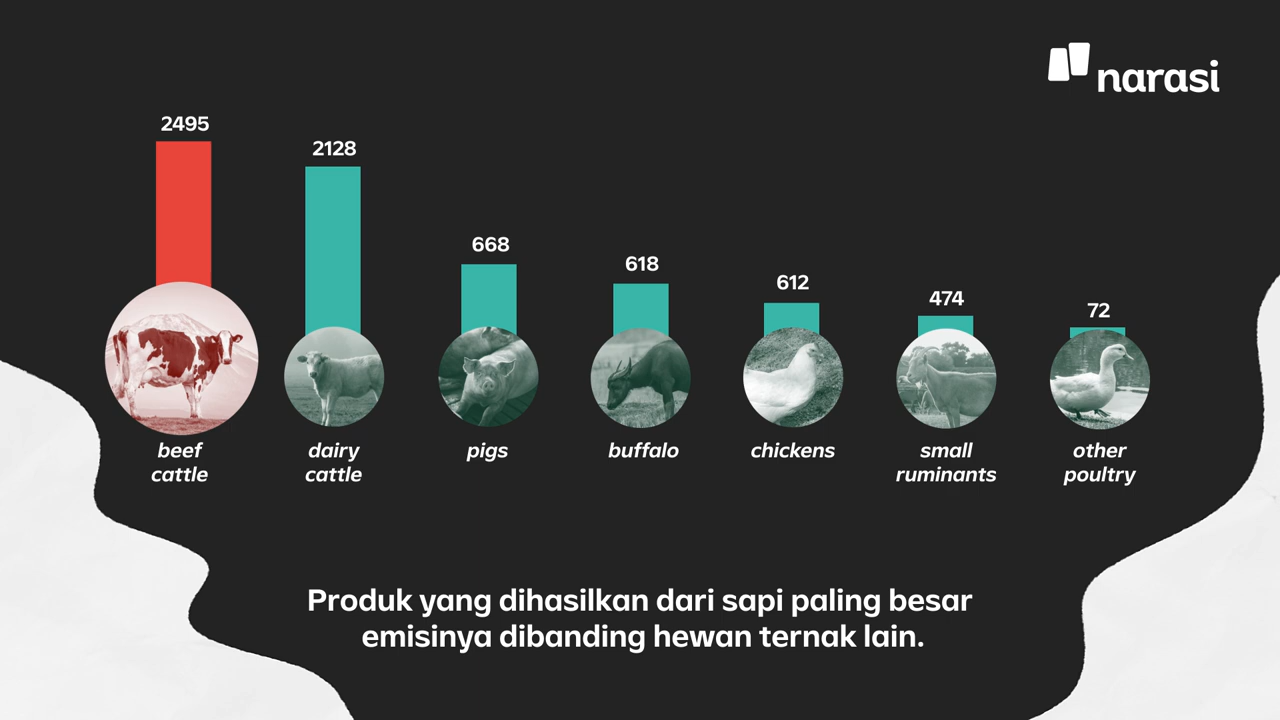 narasi
2495
2128
668
618
612
474
72
beef
cattle
dairy
cattle
pigs
buffalo
chickens
small
ruminants
other
poultry
Produk yang dihasilkan dari sapi paling besar
emisinya dibanding hewan ternak lain.